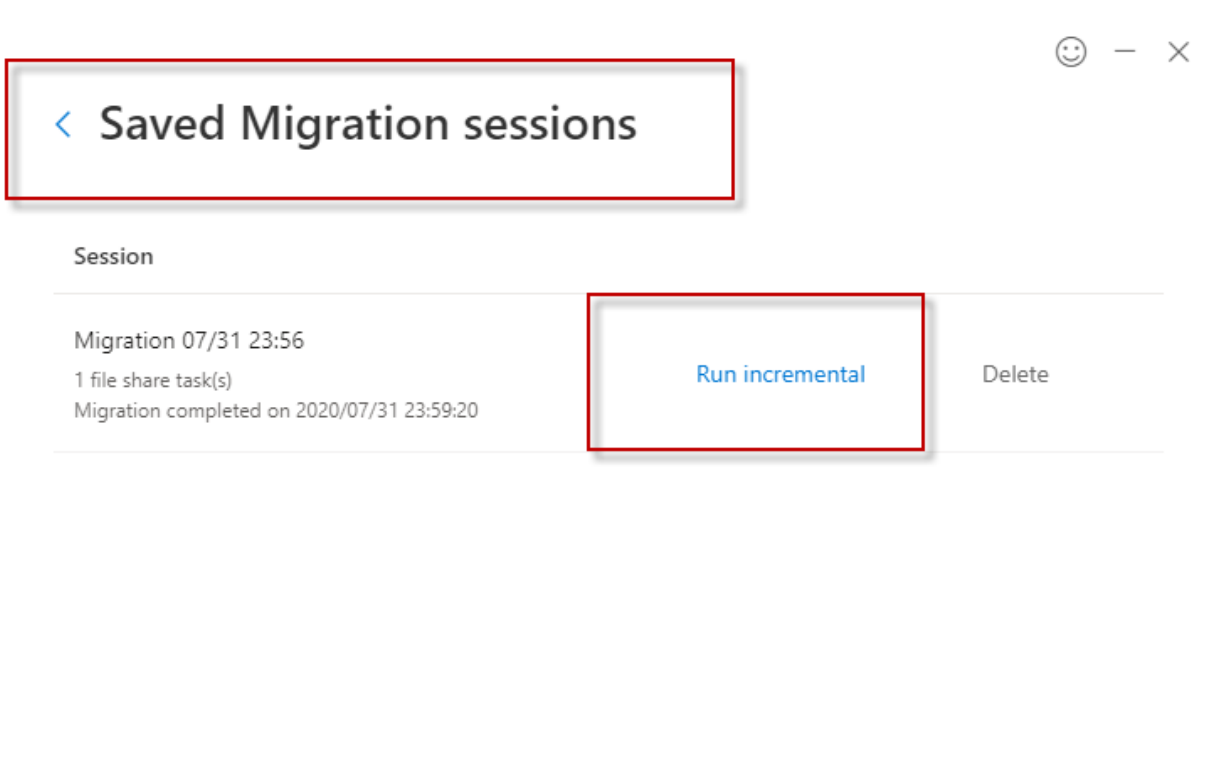 Saved Migration sessions
Session
Migration 07/31 23:56
1 file share task(s)
Migration completed on 2020/07/31 23:59:20
Run incremental
Delete